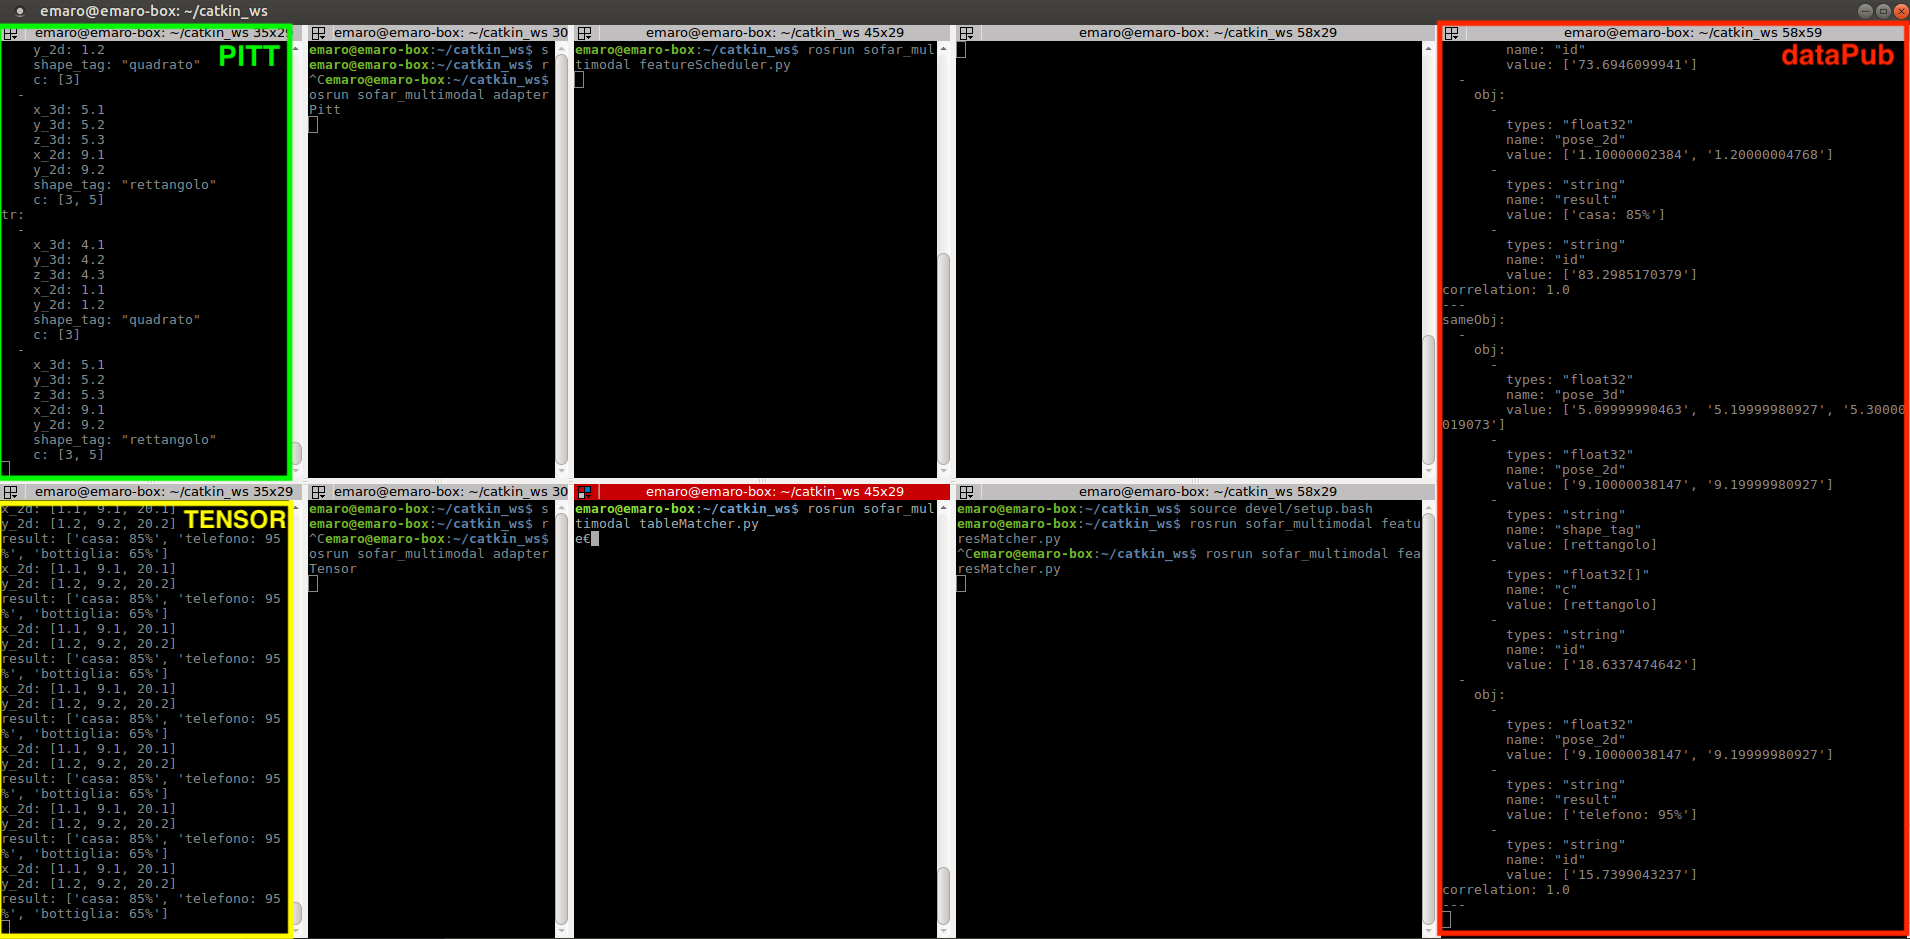 emaro@emaro-box: ~/catkin_ws
emaro@emaro-box: ~/catkin_ws 35x29
PITT
y_2d: 1.2
shape_tag: "quadrato"
c: [3]
-
x_3d: 5.1
y_3d: 5.2
z_3d: 5.3
x_2d: 9.1
y_2d: 9.2
shape_tag: "rettangolo"
c: [3, 5]
tr:
-
x_3d: 4.1
y_3d: 4.2
z_3d: 4.3
x_2d: 1.1
y_2d: 1.2
shape_tag: "quadrato"
c: [3]
-
x_3d: 5.1
y_3d: 5.2
z_3d: 5.3
x_2d: 9.1
y_2d: 9.2
shape_tag: "rettangolo"
c: [3, 5]
emaro@emaro-box: ~/catkin_ws 30
emaro@emaro-box:~/catkin_ws$ s
emaro@emaro-box:~/catkin_ws$ r
^Cemaro@emaro-box:~/catkin_ws$
osrun sofar_multimodal adapter
Pitt
emaro@emaro-box: ~/catkin_ws 45x29
emaro@emaro-box:~/catkin_ws$ rosrun sofar_mul
timodal featureScheduler.py
emaro@emaro-box: ~/catkin_ws 58x29
emaro@emaro-box: ~/catkin_ws 58x59
dataPub
name: "id"
value: ['73.6946099941']
-
obj:
-
types: "float32"
name: "pose_2d"
value: ['1.10000002384', '1.20000004768']
-
types: "string"
name: "result"
value: ['casa: 85%']
-
types: "string"
name: "id"
value: ['83.2985170379']
correlation: 1.0
---
sameObj:
-
obj:
-
types: "float32"
name: "pose_3d"
value: ['5.09999990463', '5.19999980927', '5.30000
019073']
-
types: "float32"
name: "pose_2d"
value: ['9.10000038147', '9.19999980927']
-
types: "string"
name: "shape_tag"
value: [rettangolo]
-
types: "float32[]"
name: "c"
value: [rettangolo]
-
types: "string"
name: "id"
value: ['18.6337474642']
-
obj:
-
types: "float32"
name: "pose_2d"
value: ['9.10000038147', '9.19999980927']
-
types: "string"
name: "result"
value: ['telefono: 95%']
-
types: "string"
name: "id"
value: ['15.7399043237']
correlation: 1.0
---
emaro@emaro-box: ~/catkin_ws 35x29
TENSOR
x_2d: [1.1, 9.1, 20.1]
y_2d: [1.2, 9.2, 20.2]
result: ['casa: 85%', 'telefono: 95
%', 'bottiglia: 65%']
x_2d: [1.1, 9.1, 20.1]
y_2d: [1.2, 9.2, 20.2]
result: ['casa: 85%', 'telefono: 95
%', 'bottiglia: 65%']
x_2d: [1.1, 9.1, 20.1]
y_2d: [1.2, 9.2, 20.2]
result: ['casa: 85%', 'telefono: 95
%', 'bottiglia: 65%']
x_2d: [1.1, 9.1, 20.1]
y_2d: [1.2, 9.2, 20.2]
result: ['casa: 85%', 'telefono: 95
%', 'bottiglia: 65%']
x_2d: [1.1, 9.1, 20.1]
y_2d: [1.2, 9.2, 20.2]
result: ['casa: 85%', 'telefono: 95
%', 'bottiglia: 65%']
x_2d: [1.1, 9.1, 20.1]
y_2d: [1.2, 9.2, 20.2]
result: ['casa: 85%', 'telefono: 95
%', 'bottiglia: 65%']
x_2d: [1.1, 9.1, 20.1]
y_2d: [1.2, 9.2, 20.2]
result: ['casa: 85%', 'telefono: 95
%', 'bottiglia: 65%']
emaro@emaro-box: ~/catkin_ws 30
emaro@emaro-box:~/catkin_ws$ s
emaro@emaro-box:~/catkin_ws$ r
^Cemaro@emaro-box:~/catkin_ws$
osrun sofar_multimodal adapter
Tensor
emaro@emaro-box: ~/catkin_ws 45x29
emaro@emaro-box:~/catkin_ws$ rosrun sofar_mul
timodal tableMatcher.py
e€
emaro@emaro-box: ~/catkin_ws 58x29
emaro@emaro-box:~/catkin_ws$ source devel/setup.bash
emaro@emaro-box:~/catkin_ws$ rosrun sofar_multimodal featu
resMatcher.py
^Cemaro@emaro-box:~/catkin_ws$ rosrun sofar_multimodal fea
resMatcher.py